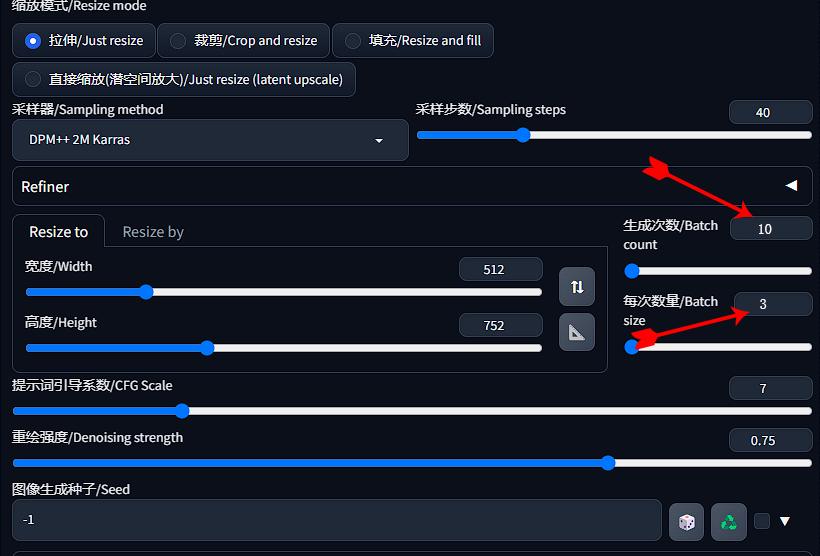 缩放模式/Resize mode
拉伸/Just resize
裁剪/Crop and resize
填充/Resize and fill
直接缩放(潜空间放大)/Just resize (latent upscale)
采样器/Sampling method
采样步数/Sampling steps
40
DPM++ 2M Karras
Refiner
Resize to
Resize by
生成次数/Batch
count
10
宽度/Width
512
每次数量/Batch
size
3
高度/Height
752
提示词引导系数/CFG Scale
7
重绘强度/Denoising strength
0.75
图像生成种子/Seed
-1